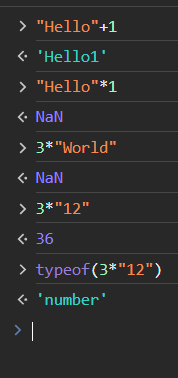 > "Hello"+1
<· 'Hello1'
> "Hello"*1
<· NaN
> 3*"World"
<· NaN
> 3*"12"
<· 36
> typeof(3*"12")
<· 'number'
>